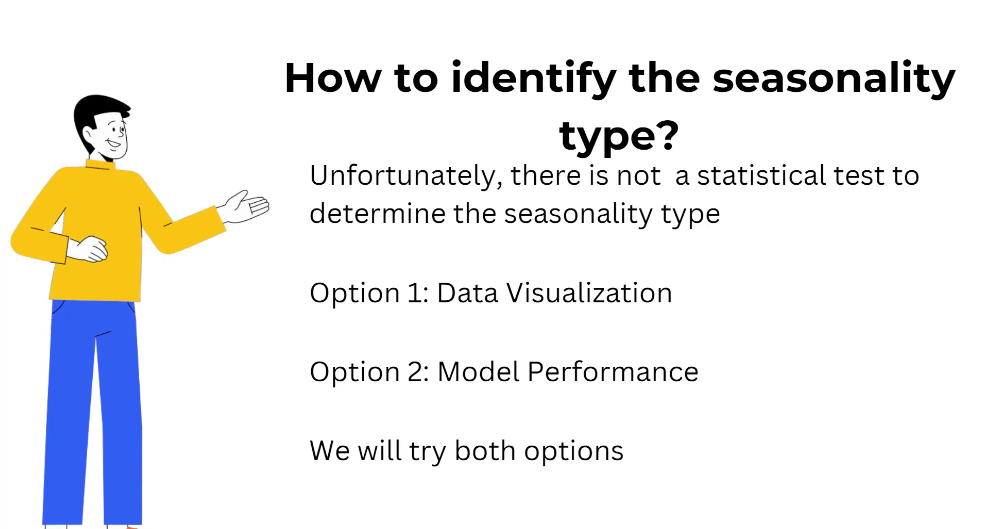 How to identify the seasonality
type?
Unfortunately, there is not  a statistical test to
determine the seasonality type
Option 1: Data Visualization
Option 2: Model Performance
We will try both options